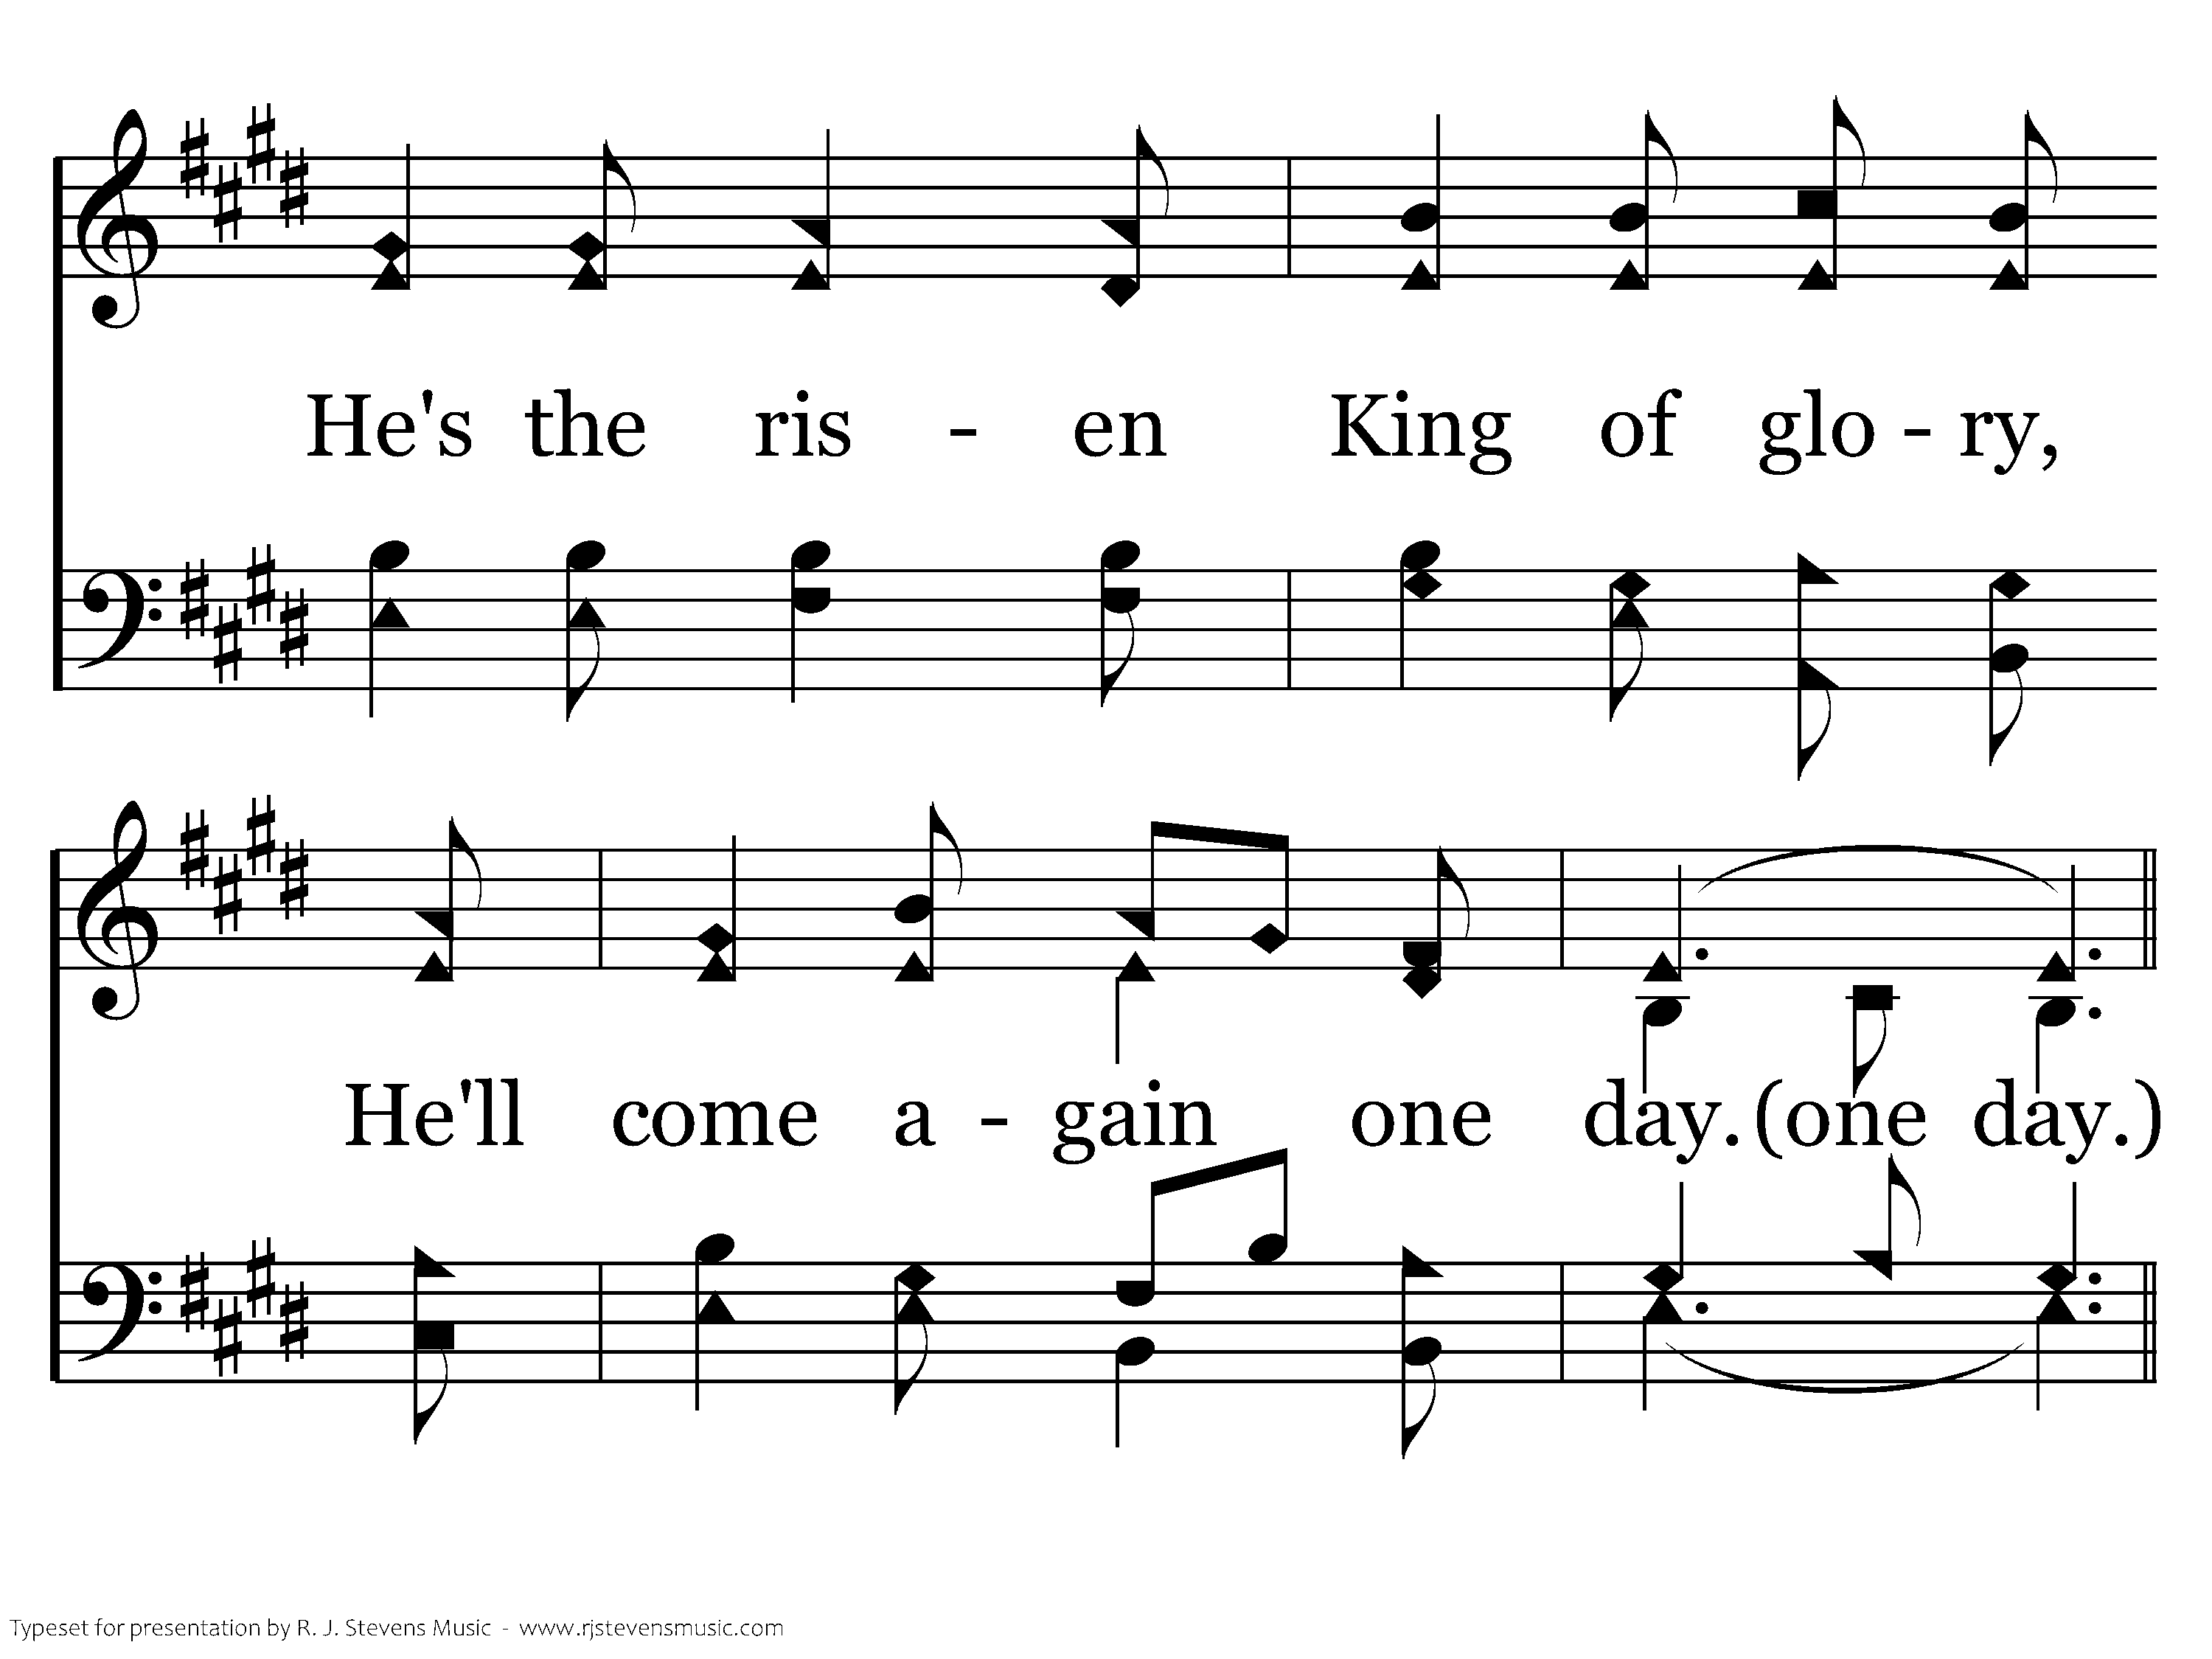 He's the ris - en King of glo - ry,
He'll come a - gain one day. (one day.)
Typeset for presentation by R. J. Stevens Music - www.rjstevensmusic.com